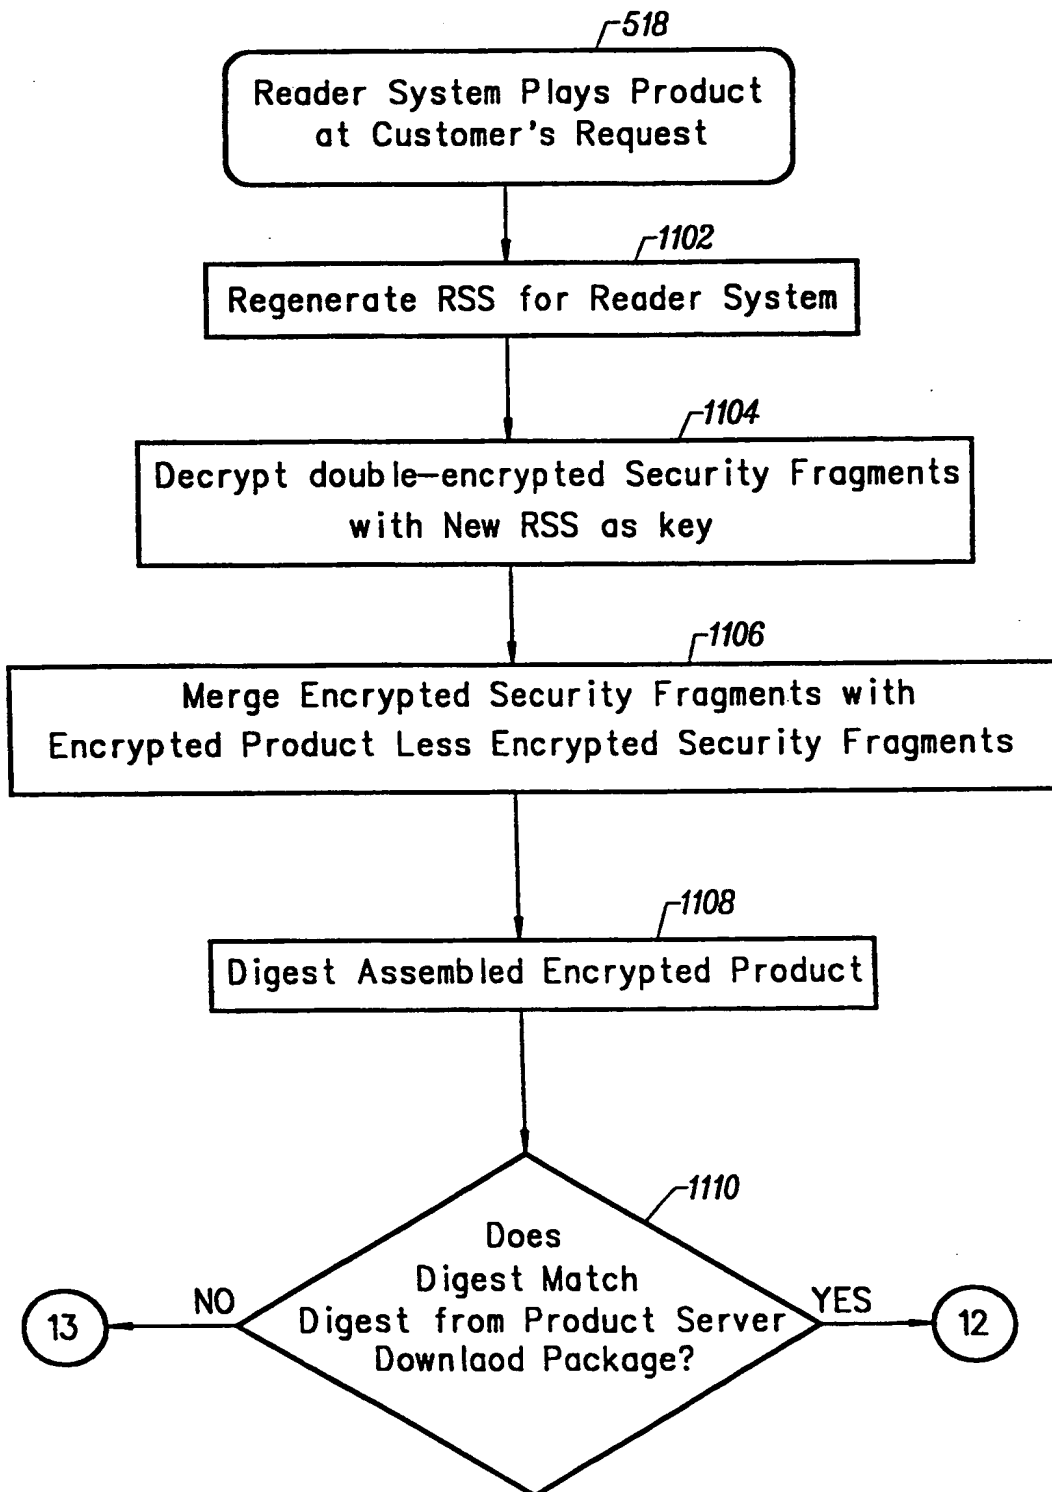 518
Reader System Plays Product
at Customer's Request
1102
Regenerate RSS for Reader System
1104
Decrypt double-encrypted Security Fragments
with New RSS as key
1106
Merge Encrypted Security Fragments with
Encrypted Product Less Encrypted Security Fragments
1108
Digest Assembled Encrypted Product
1110
Does
Digest Match
Digest from Product Server
Downlaod Package?
NO
YES
13
12